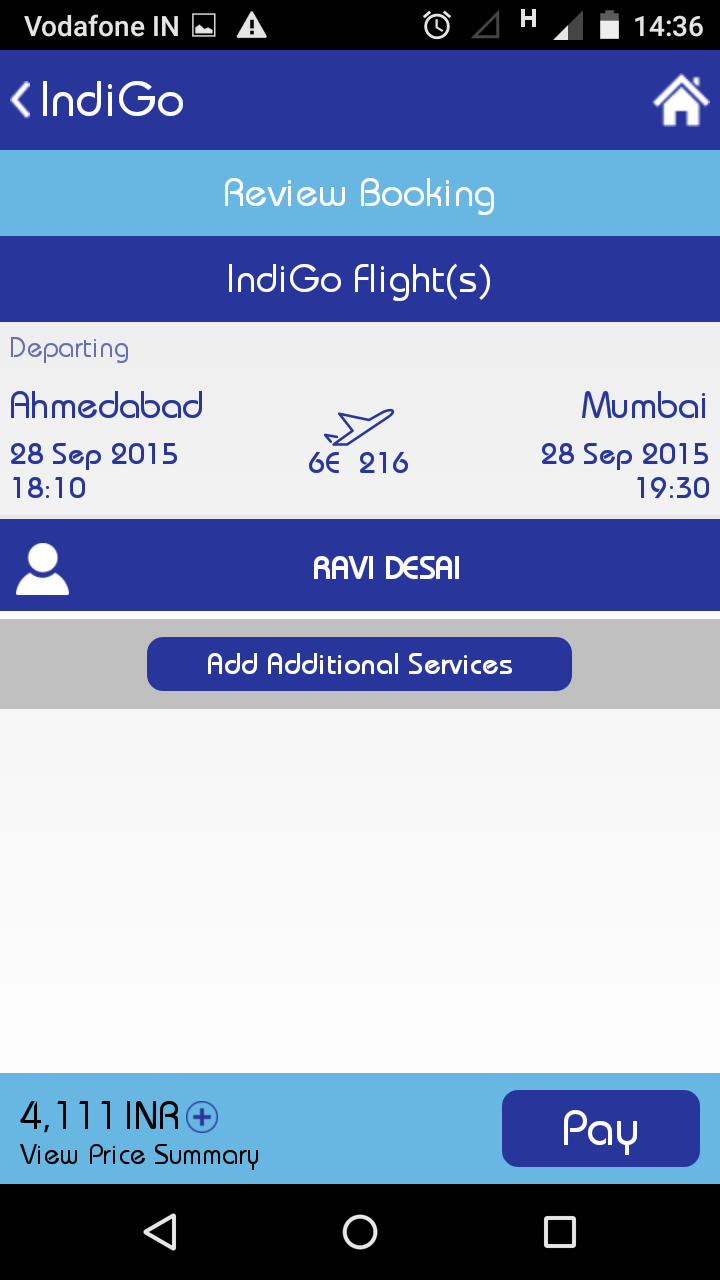 Vodafone IN H 14:36
IndiGo
Review Booking
IndiGo Flight(s)
Departing
Ahmedabad Mumbai
28 Sep 2015 6E 216 28 Sep 2015
18:10 19:30
RAVI DESAI
Add Additional Services
4,111 INR
View Price Summary
Pay